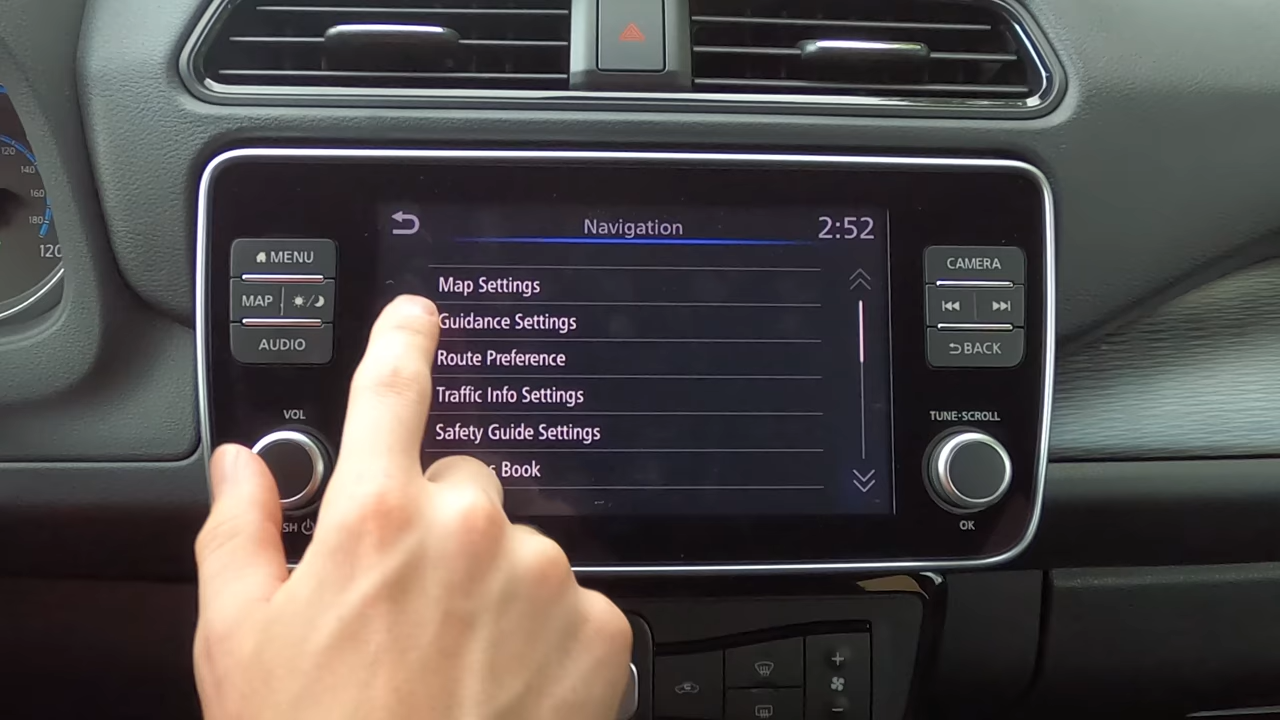 120
140
160
180
120
Navigation
2:52
MENU
MAP
AUDIO
VOL
SH
Map Settings
Guidance Settings
Route Preference
Traffic Info Settings
Safety Guide Settings
s Book
CAMERA
BACK
TUNE·SCROLL
OK